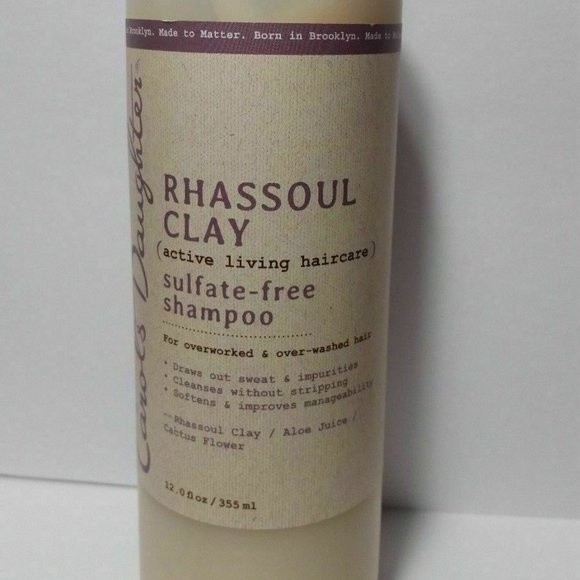 Brooklyn. Made to Matter. Born in Brooklyn. Made to
Carol's Daughter
RHASSOUL
CLAY
(active living haircare)
sulfate-free
shampoo
For overworked & over-washed hair
• Draws out sweat & impurities
• Cleanses without stripping
• Softens & improves manageability
--Rhassoul Clay / Aloe Juice /
Cactus Flower
12.0 fl oz / 355 ml